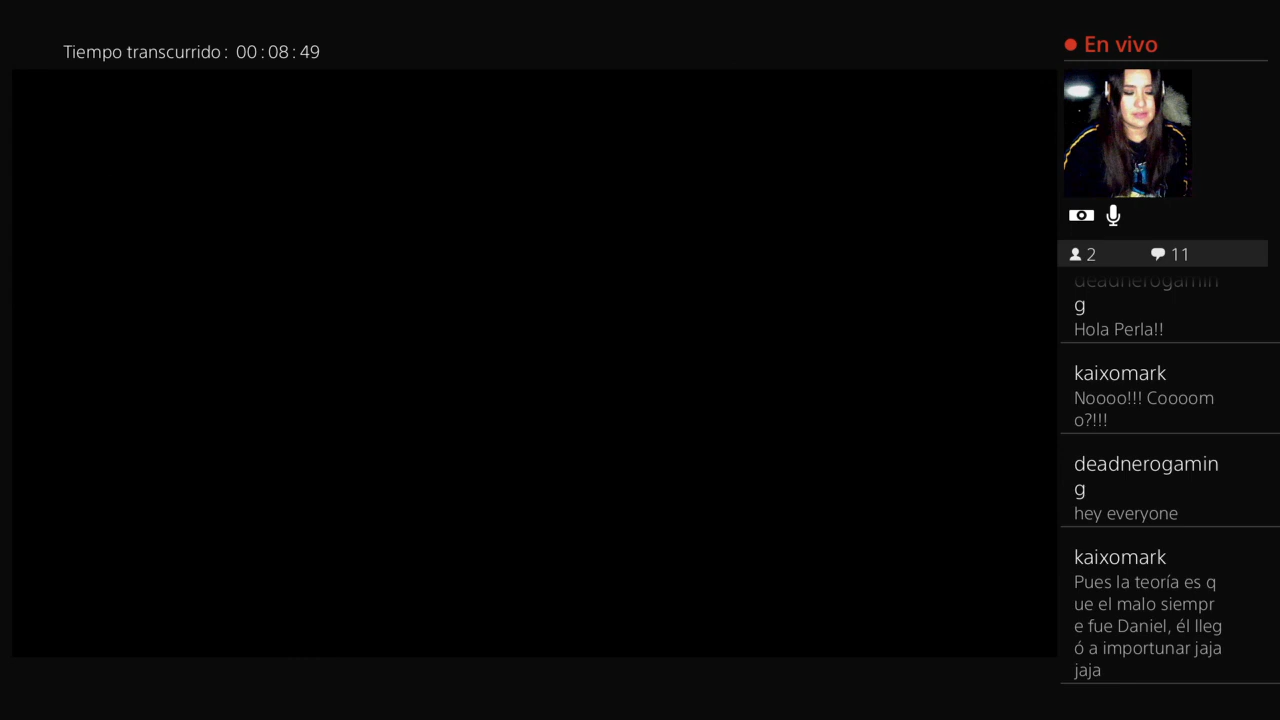 Tiempo transcurrido : 00 : 08 : 49
En vivo
2 11
deadnerogamin
g
Hola Perla!!
kaixomark
Noooo!!! Coooom
o?!!!
deadnerogamin
g
hey everyone
kaixomark
Pues la teoría es q
ue el malo siempr
e fue Daniel, él lleg
ó a importunar jaja
jaja